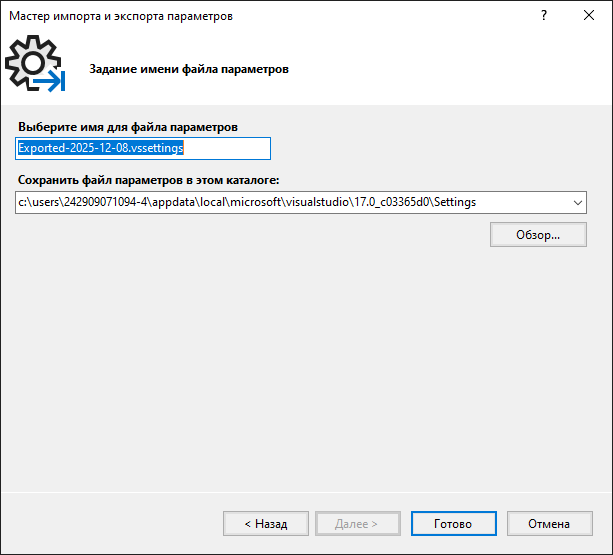 Мастер импорта и экспорта параметров
?
Задание имени файла параметров
Выберите имя для файла параметров
Exported-2025-12-08.vssettings
Сохранить файл параметров в этом каталоге:
c:\users\242909071094-4\appdata\local\microsoft\visualstudio\17.0_c03365d0\Settings
Обзор...
< Назад
Далее >
Готово
Отмена